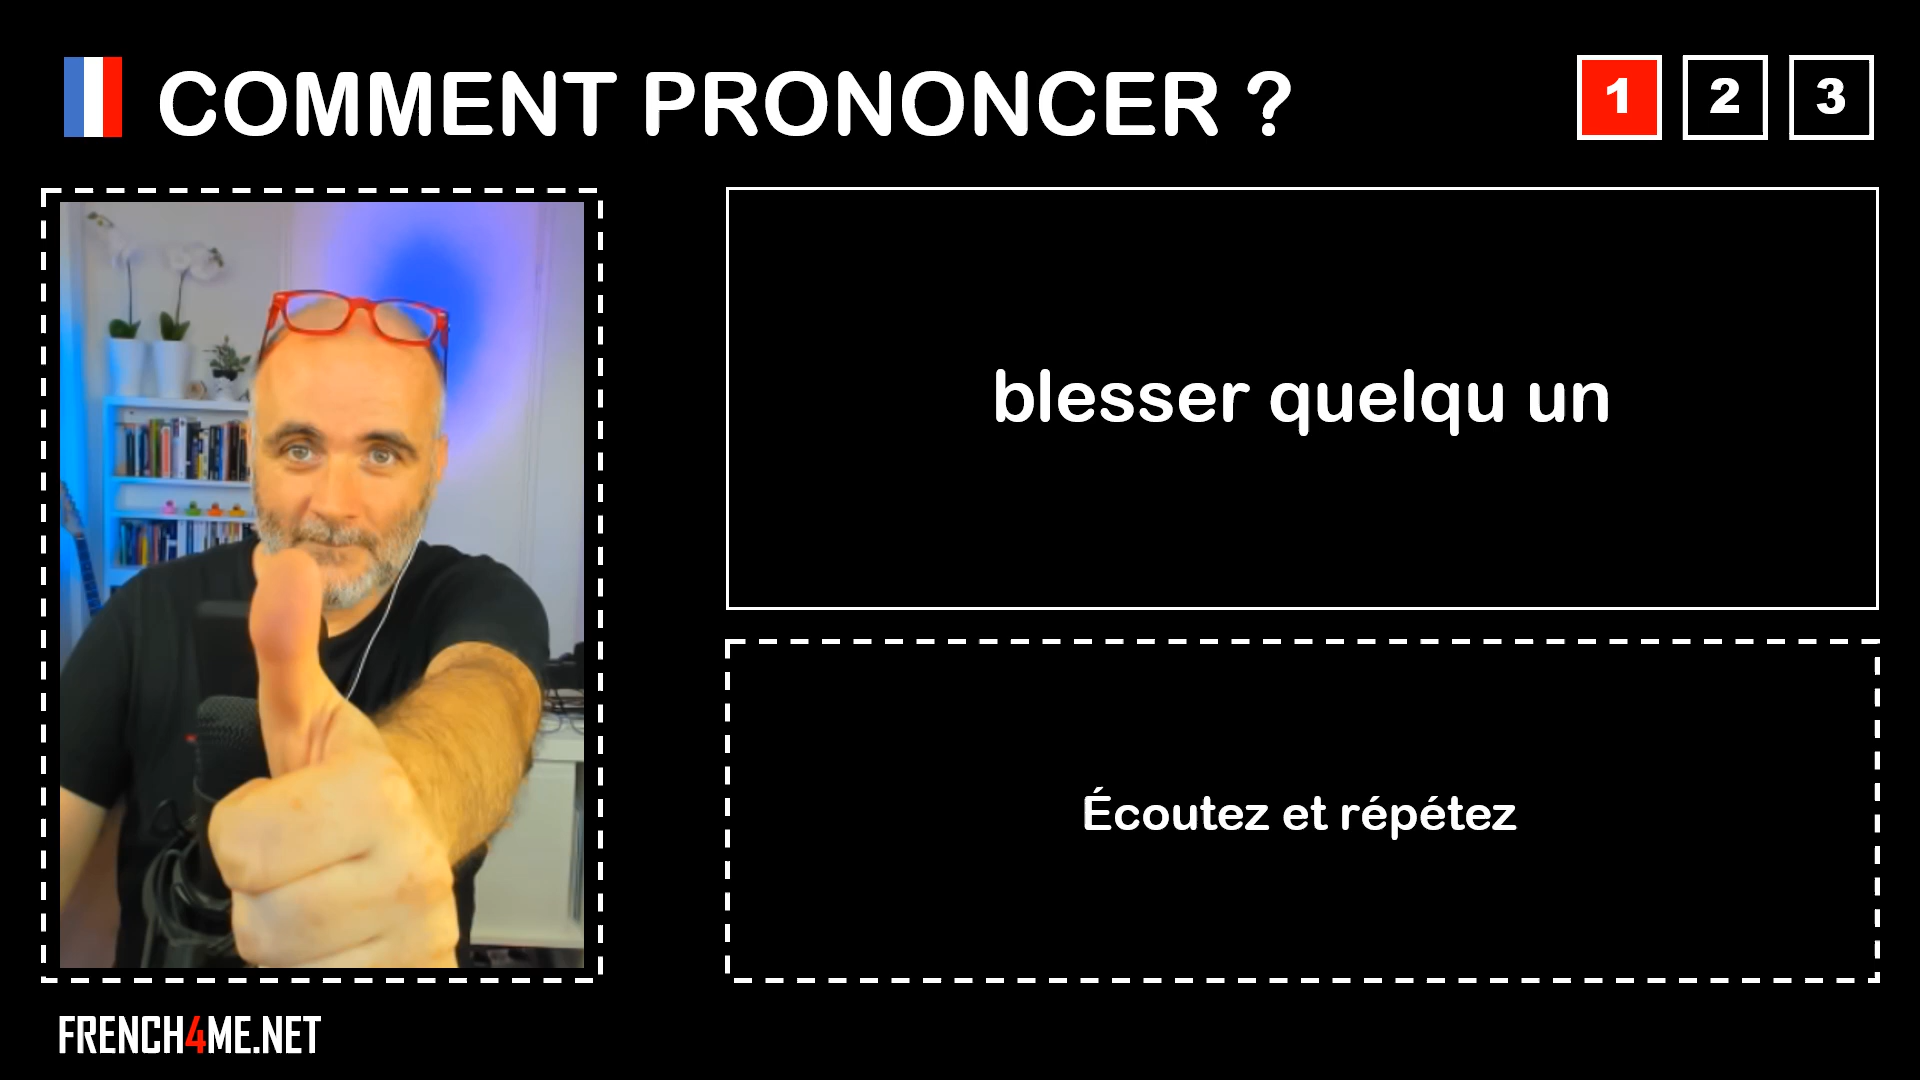 COMMENT PRONONCER ?
1 2 3
blesser quelqu un
Écoutez et répétez
FRENCH4ME.NET